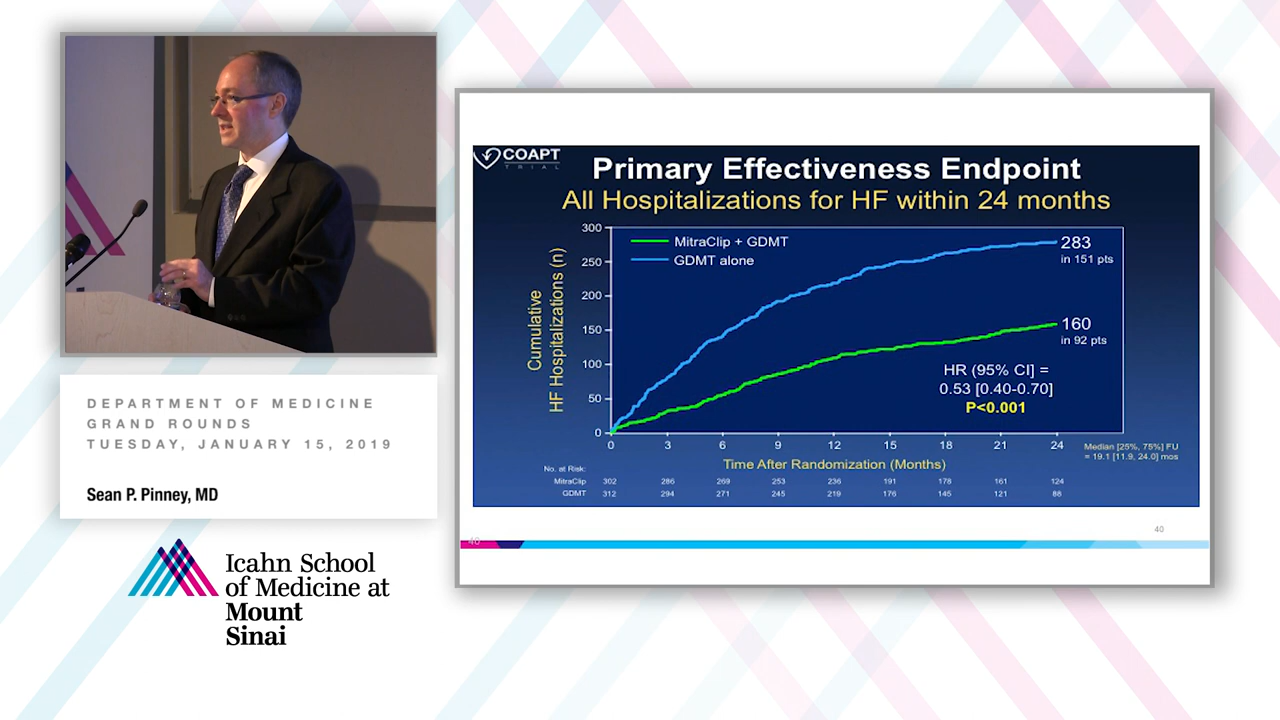 DEPARTMENT OF MEDICINE
GRAND ROUNDS
TUESDAY, JANUARY 15, 2019
Sean P. Pinney, MD
Icahn School
of Medicine at
Mount
Sinai
COAPT
TRIAL
Primary Effectiveness Endpoint
All Hospitalizations for HF within 24 months
Cumulative
HF Hospitalizations (n)
300
250
200
150
100
50
0
MitraClip + GDMT
GDMT alone
283
in 151 pts
160
in 92 pts
HR (95% CI] =
0.53 [0.40-0.70]
P<0.001
0 3 6 9 12 15 18 21 24
Time After Randomization (Months)
Median [25%, 75%] FU
= 19.1 [11.9, 24.0] mos
No. at Risk:
MitraClip 302 286 269 253 236 191 178 161 124
GDMT 312 294 271 245 219 176 145 121 88
40
40